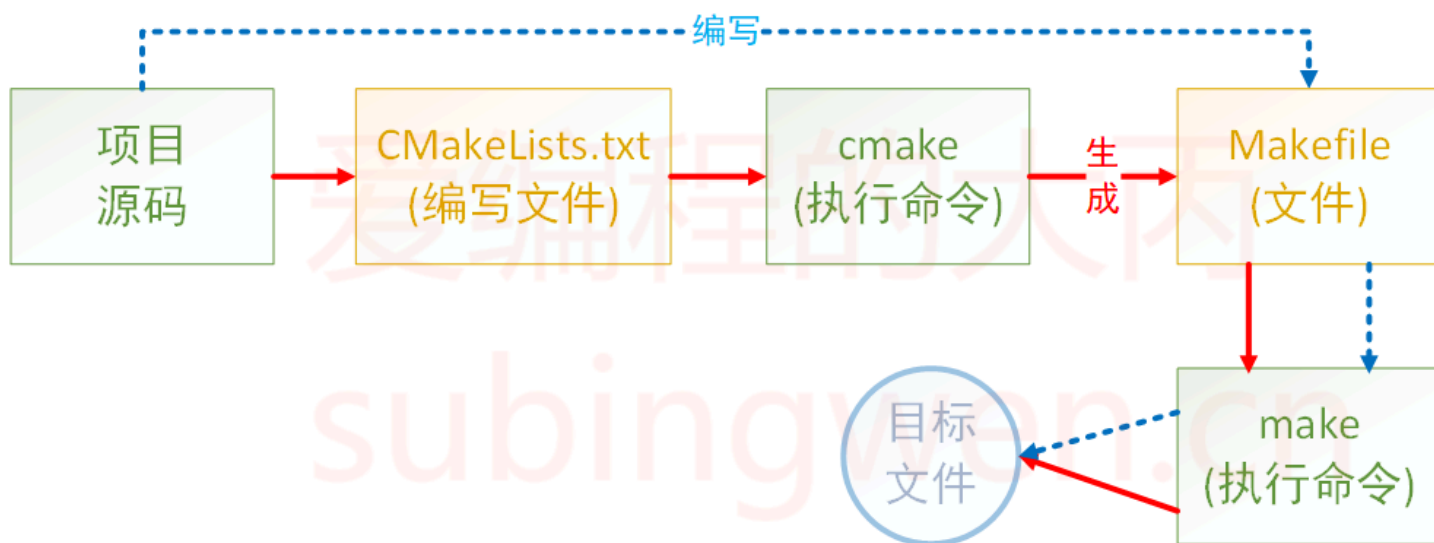 编写
项目
源码
CMakeLists.txt
(编写文件)
cmake
(执行命令)
生
成
Makefile
(文件)
爱编程的大丙
subingwen.cn
目标
文件
make
(执行命令)